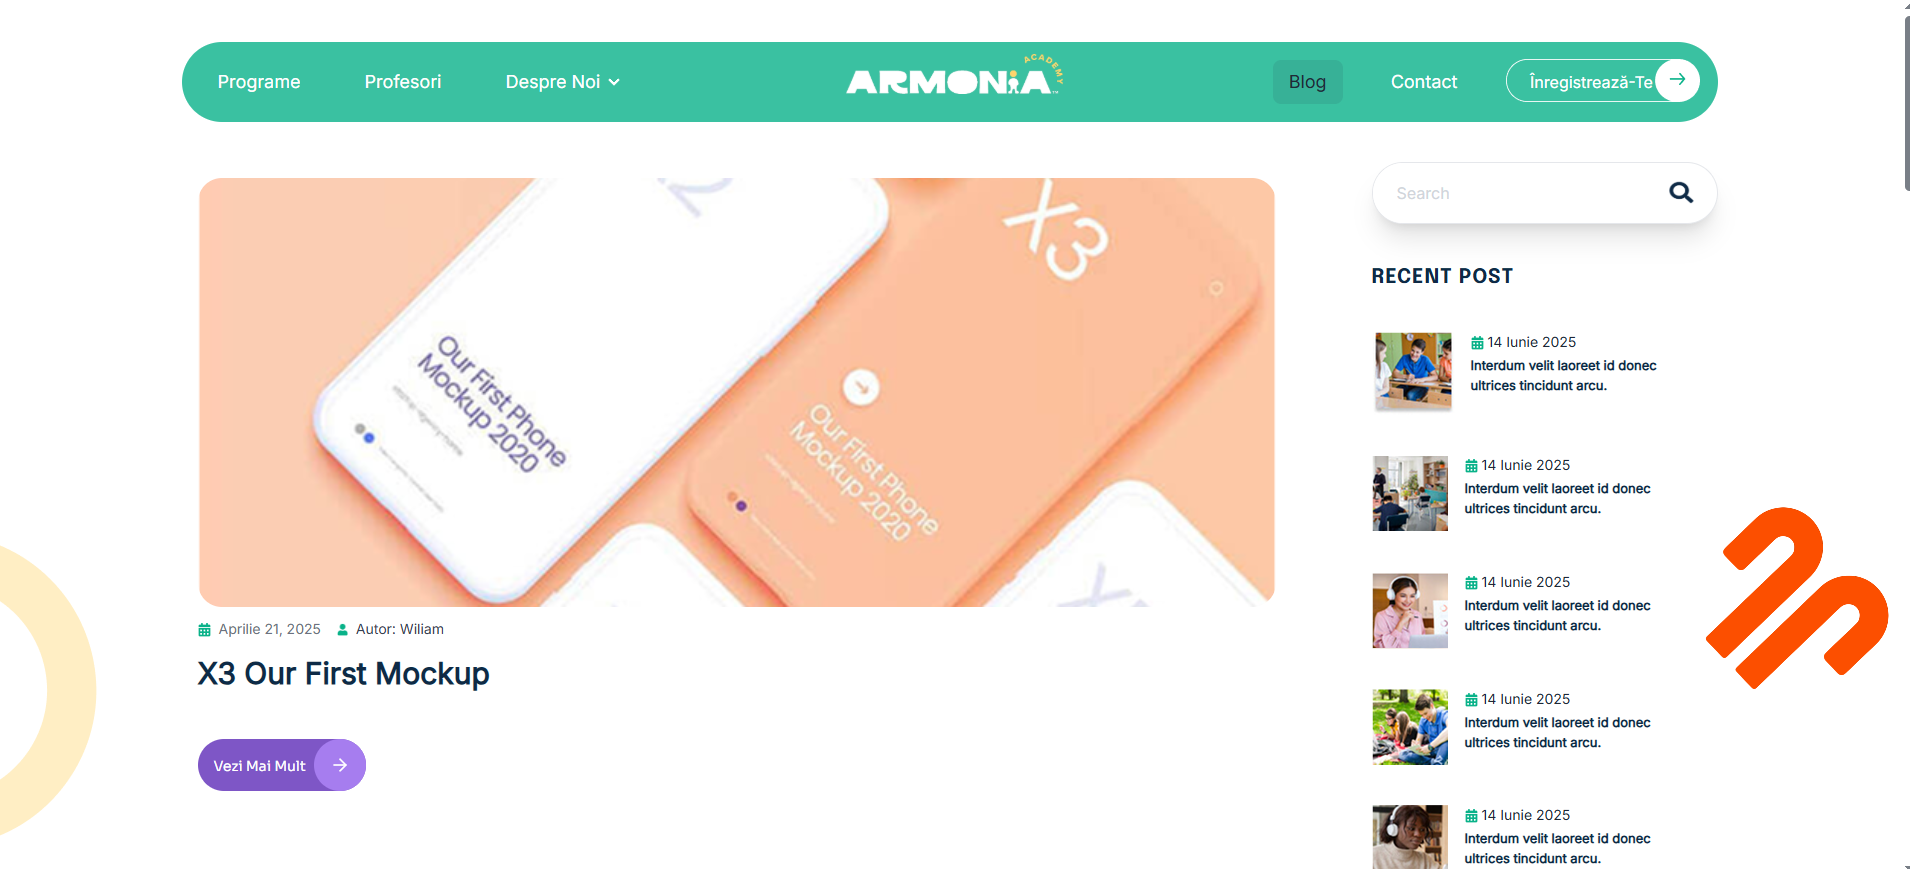 Programe
Profesori
Despre Noi
ARMONIA
ACADEMY
Blog
Contact
Înregistrează-Te
X3
Our First Phone
Mockup 2020
Our First Phone
Mockup 2020
Aprilie 21, 2025
Autor: Wiliam
X3 Our First Mockup
Vezi Mai Mult
Search
RECENT POST
14 Iunie 2025
Interdum velit laoreet id donec
ultrices tincidunt arcu.
14 Iunie 2025
Interdum velit laoreet id donec
ultrices tincidunt arcu.
14 Iunie 2025
Interdum velit laoreet id donec
ultrices tincidunt arcu.
14 Iunie 2025
Interdum velit laoreet id donec
ultrices tincidunt arcu.
14 Iunie 2025
Interdum velit laoreet id donec
ultrices tincidunt arcu.